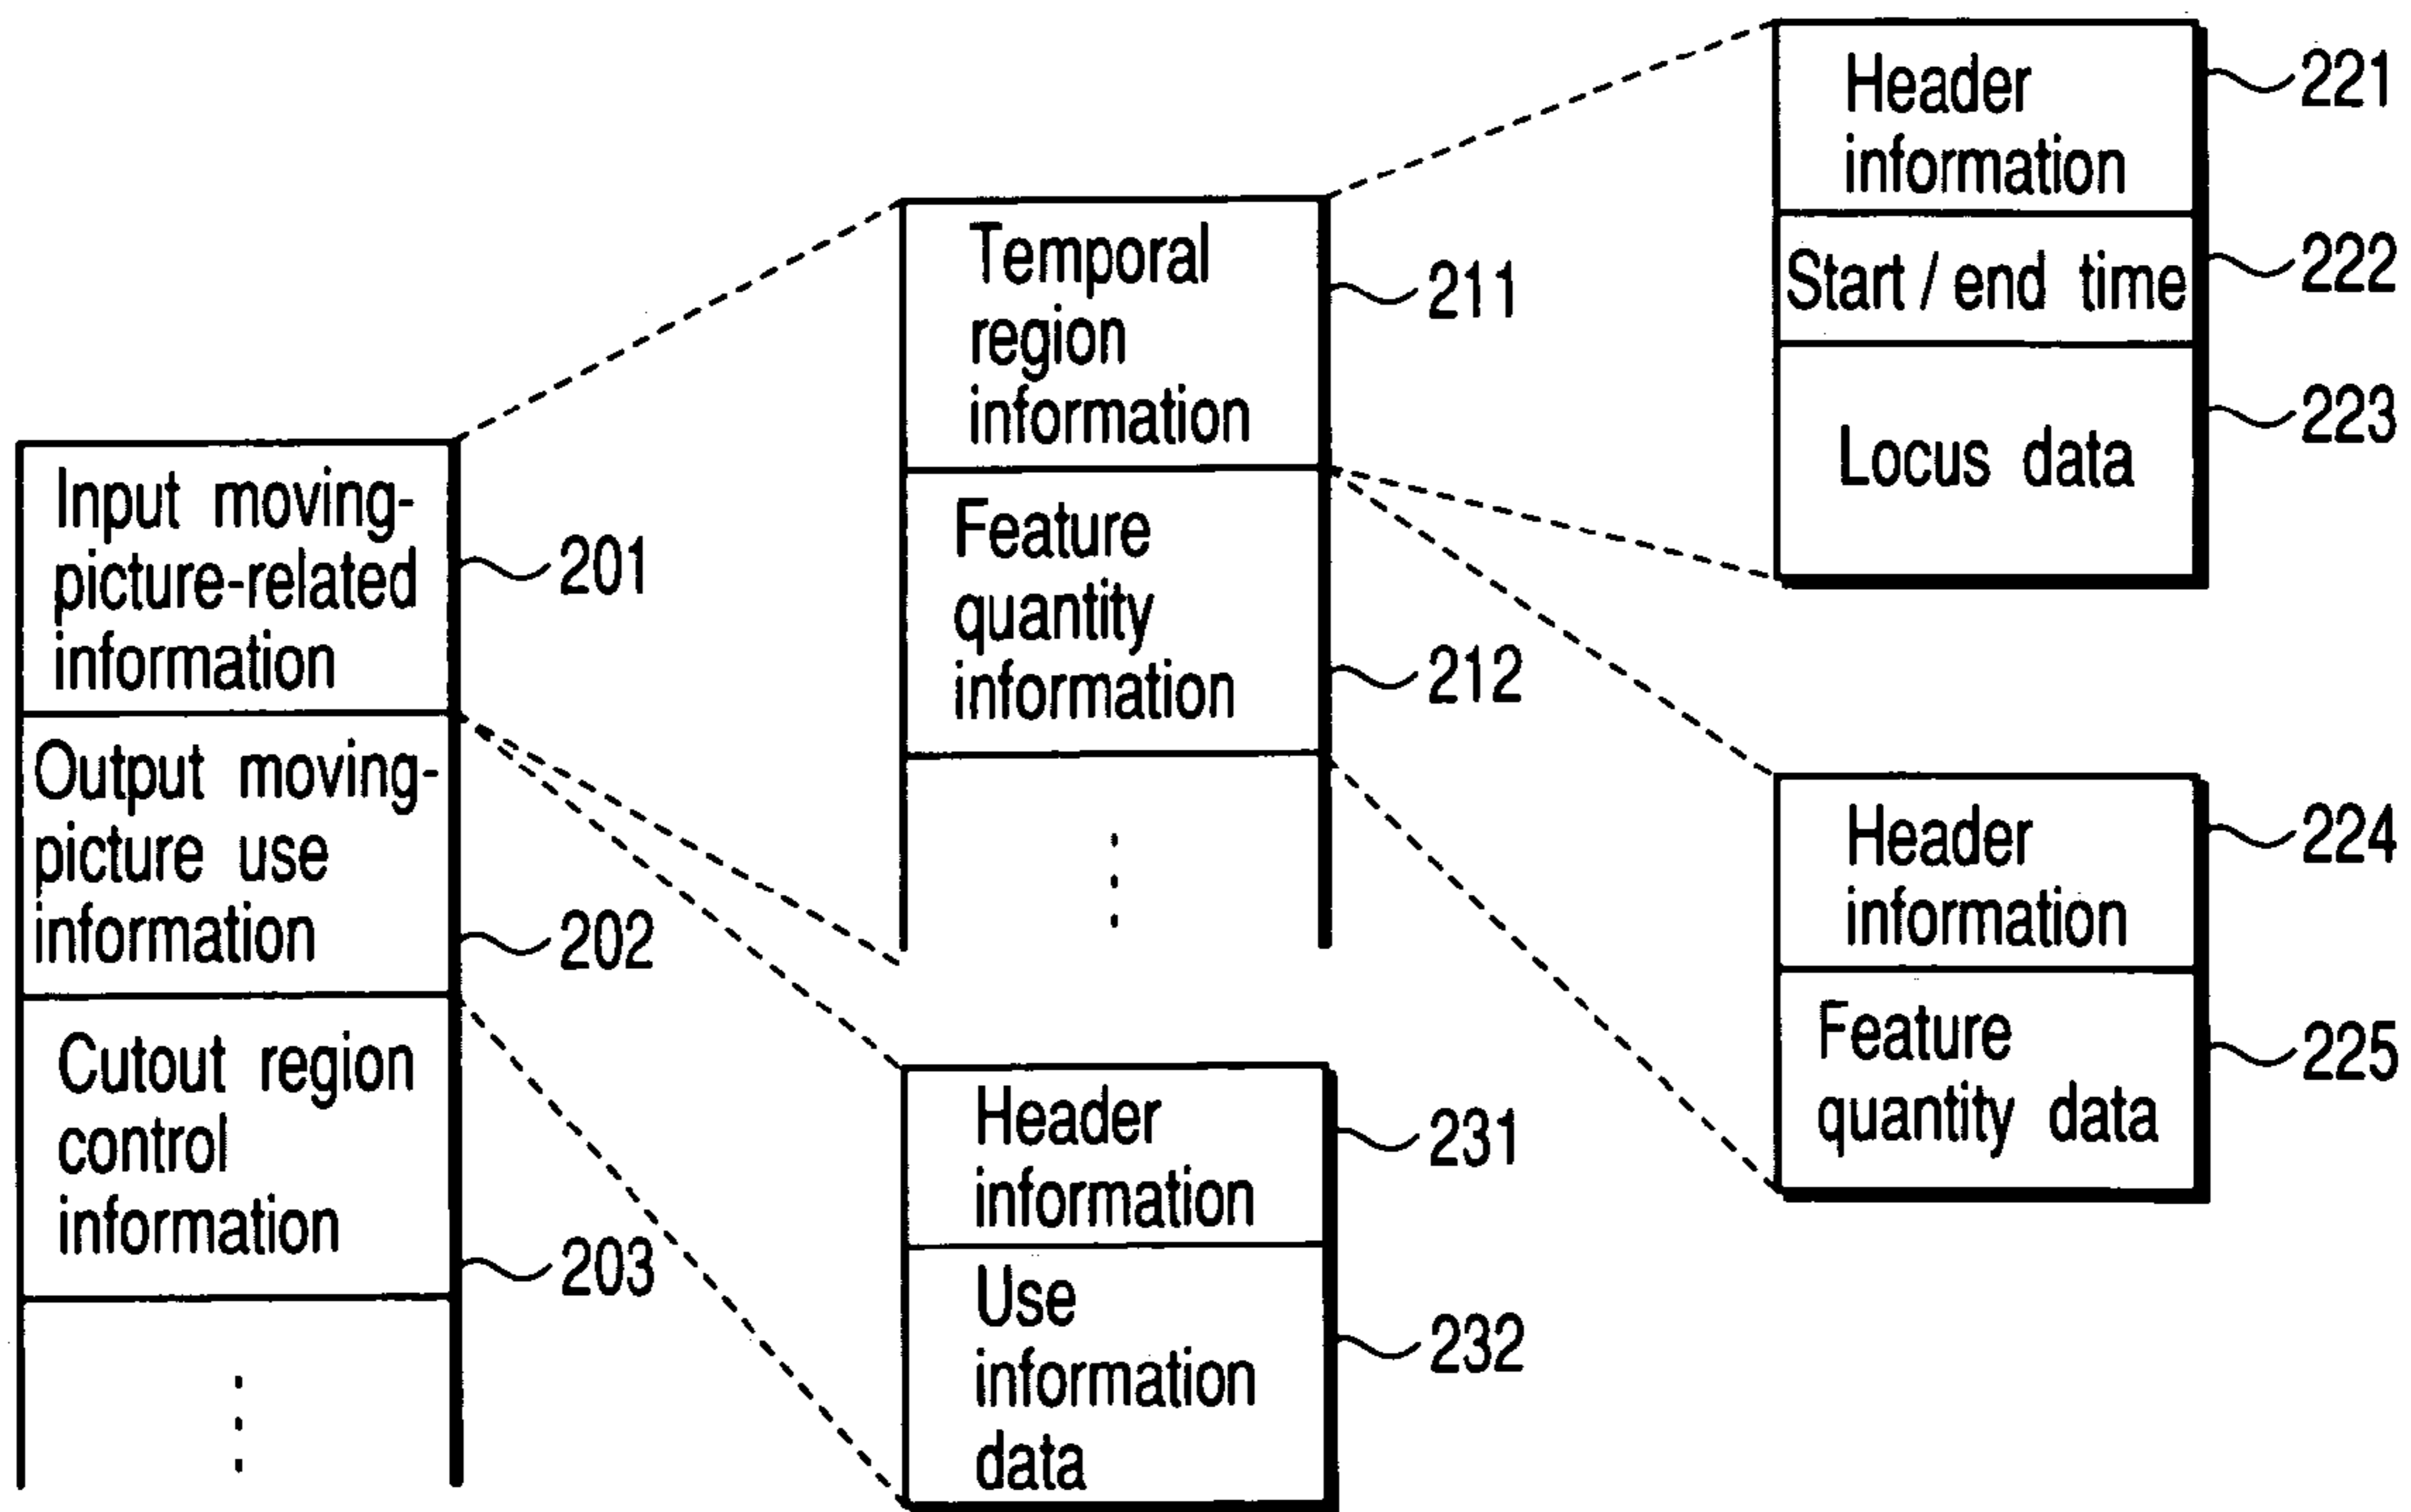 Input moving-
picture-related
information
201
Output moving-
picture use
information
202
Cutout region
control
information
203
Temporal
region
information
211
Feature
quantity
information
212
Header
information
231
Use
information
data
232
Header
information
221
Start / end time
222
Locus data
223
Header
information
224
Feature
quantity data
225